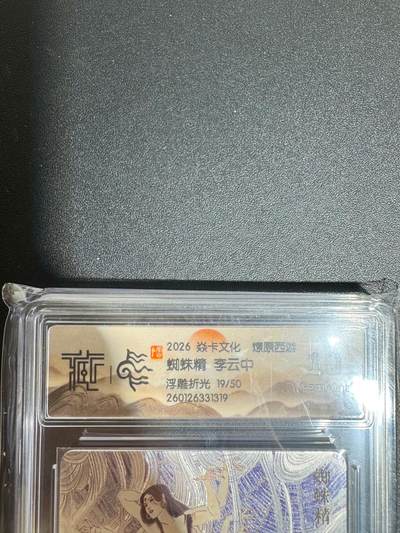 2026 焱卡文化 燎原西游
蜘蛛精 李云中
浮雕折光 19/50
260126331319
蜘蛛精